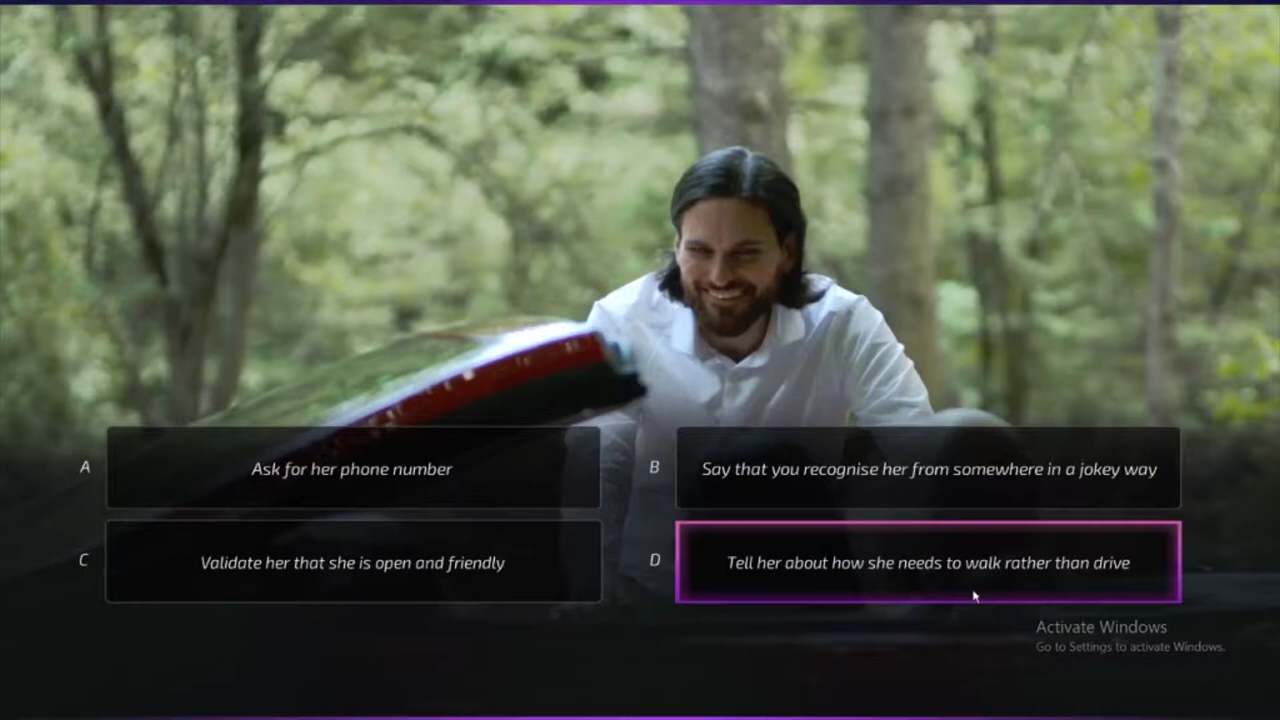 A
Ask for her phone number
B
Say that you recognise her from somewhere in a jokey way
C
Validate her that she is open and friendly
D
Tell her about how she needs to walk rather than drive
Activate Windows
Go to Settings to activate Windows.